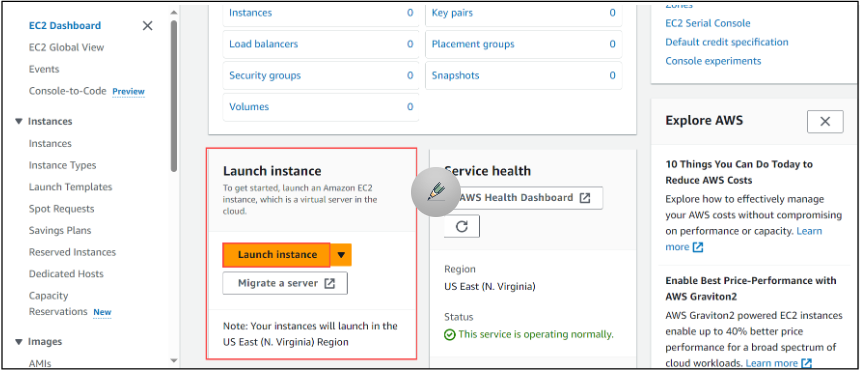 EC2 Dashboard
EC2 Global View
Events
Console-to-Code Preview
Instances
Instances
Instance Types
Launch Templates
Spot Requests
Savings Plans
Reserved Instances
Dedicated Hosts
Capacity
Reservations New
Images
AMIs
Instances 0
Key pairs 0
Load balancers 0
Placement groups 0
Security groups 0
Snapshots 0
Volumes 0
Launch instance
To get started, launch an Amazon EC2
instance, which is a virtual server in the
cloud.
Launch instance
Migrate a server
Note: Your instances will launch in the
US East (N. Virginia) Region
Service health
AWS Health Dashboard
Region
US East (N. Virginia)
Status
This service is operating normally.
Zones
EC2 Serial Console
Default credit specification
Console experiments
Explore AWS
10 Things You Can Do Today to
Reduce AWS Costs
Explore how to effectively manage
your AWS costs without compromising
on performance or capacity. Learn
more
Enable Best Price-Performance with
AWS Graviton2
AWS Graviton2 powered EC2 instances
enable up to 40% better price
performance for a broad spectrum of
cloud workloads. Learn more